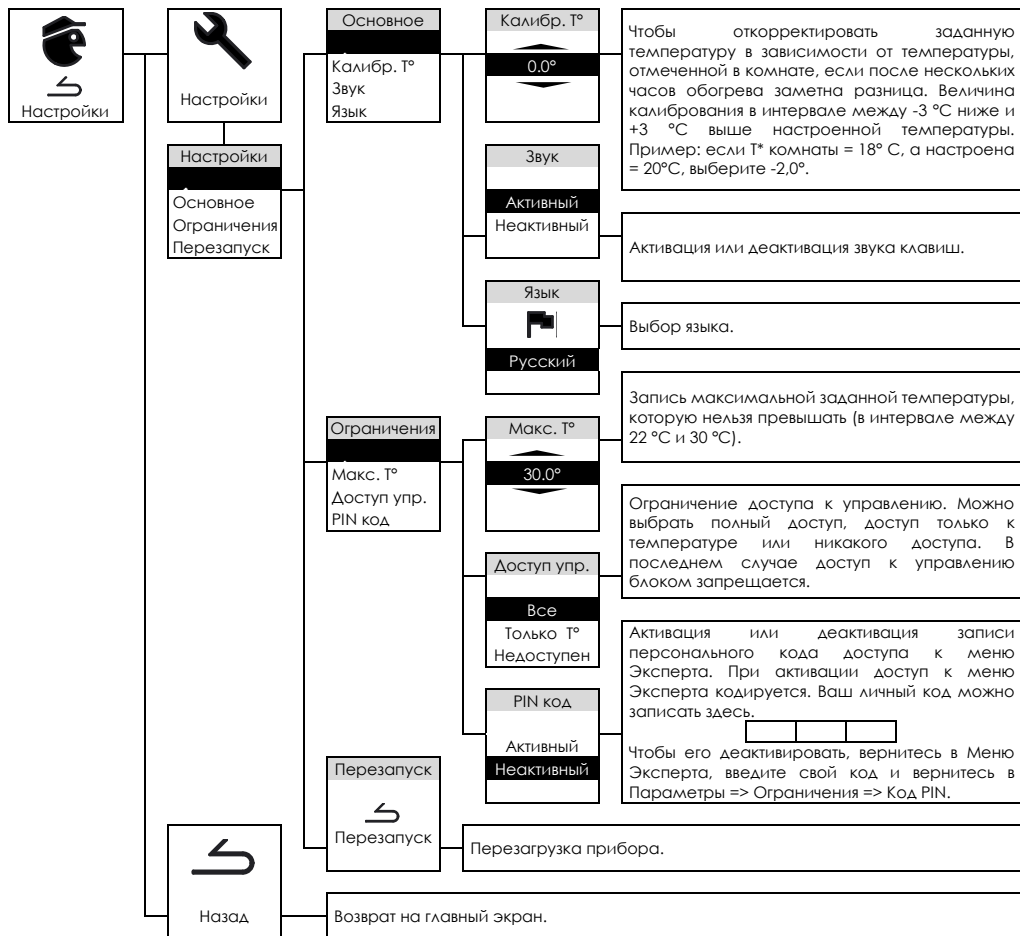 Настройки
Настройки
Настройки
Основное
Ограничения
Перезапуск
Основное
Калибр. T°
Звук
Язык
Калибр. T°
0.0°
Чтобы откорректировать заданную
температуру в зависимости от температуры,
отмеченной в комнате, если после нескольких
часов обогрева заметна разница. Величина
калибрования в интервале между -3 °C ниже и
+3 °C выше настроенной температуры.
Пример: если T* комнаты = 18° C, а настроена
= 20°C, выберите -2,0°.
Звук
Активный
Неактивный
Активация или деактивация звука клавиш.
Язык
Русский
Выбор языка.
Ограничения
Макс. T°
Доступ упр.
PIN код
Макс. T°
30.0°
Запись максимальной заданной температуры,
которую нельзя превышать (в интервале между
22 °C и 30 °C).
Доступ упр.
Все
Только T°
Недоступен
Ограничение доступа к управлению. Можно
выбрать полный доступ, доступ только к
температуре или никакого доступа. В
последнем случае доступ к управлению
блоком запрещается.
PIN код
Активный
Неактивный
Активация или деактивация записи
персонального кода доступа к меню
Эксперта. При активации доступ к меню
Эксперта кодируется. Ваш личный код можно
записать здесь.
Чтобы его деактивировать, вернитесь в Меню
Эксперта, введите свой код и вернитесь в
Параметры => Ограничения => Код PIN.
Перезапуск
Перезапуск
Перезагрузка прибора.
Назад
Возврат на главный экран.